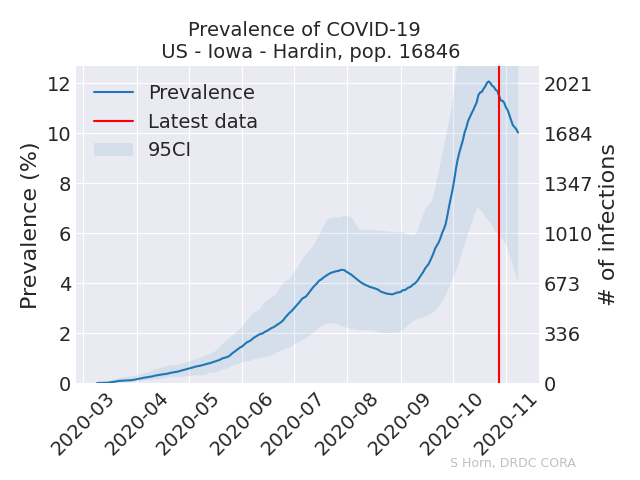 Prevalence of COVID-19
US - Iowa - Hardin, pop. 16846
Prevalence
Latest data
95CI
Prevalence (%)
12
10
8
6
4
2
0
2021
1684
1347
1010
673
336
0
# of infections
2020-03
2020-04
2020-05
2020-06
2020-07
2020-08
2020-09
2020-10
2020-11
S Horn, DRDC CORA